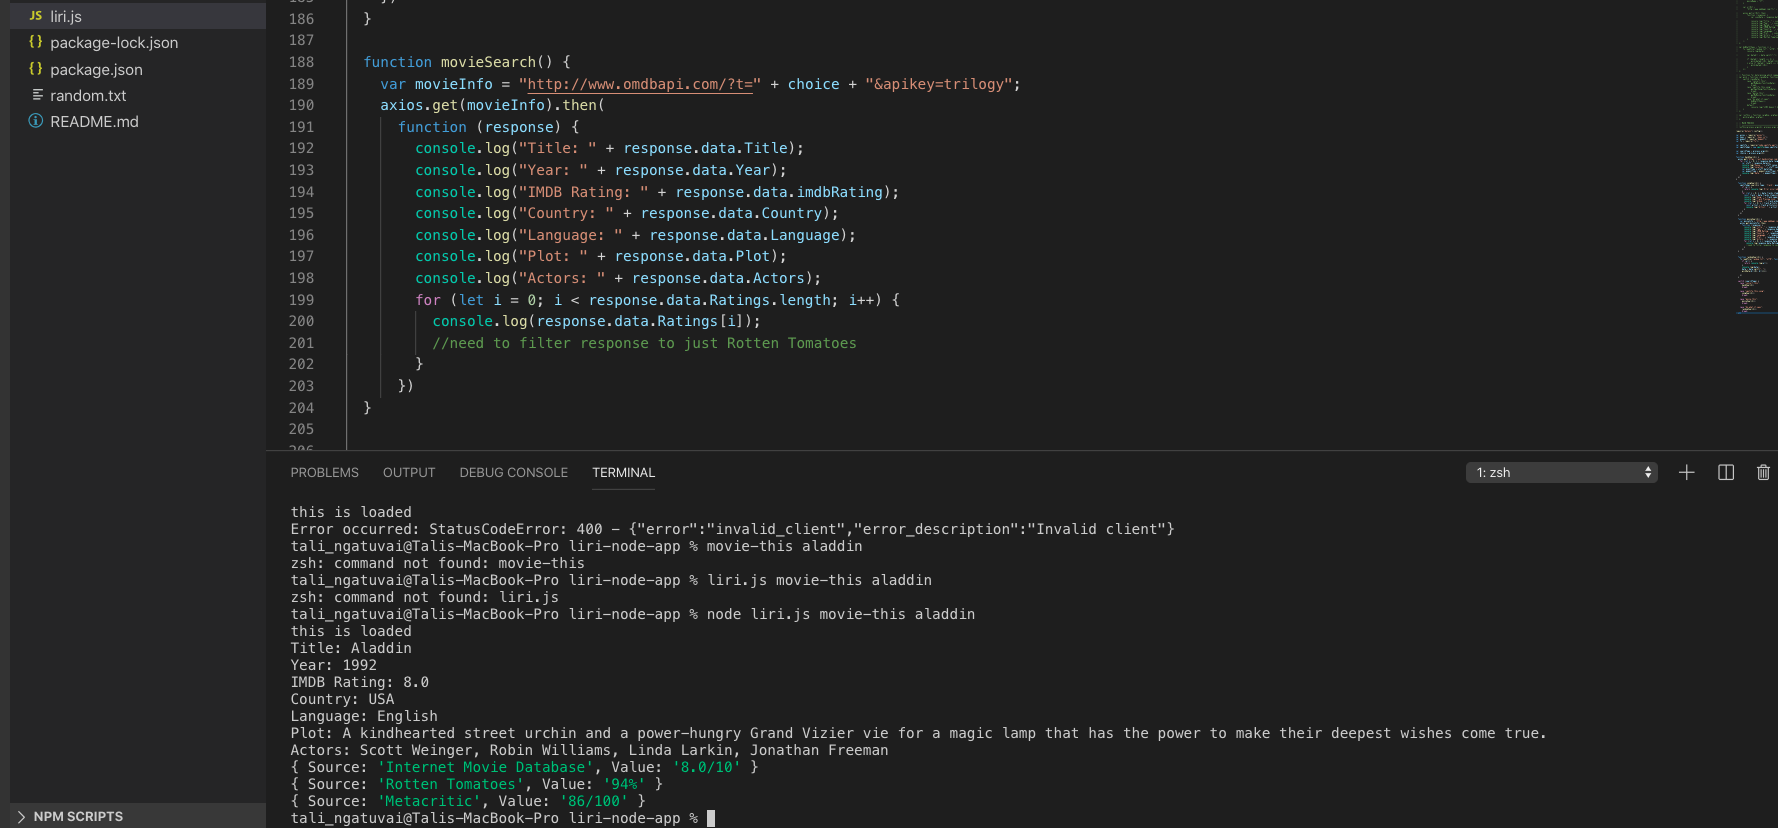 JS liri.js
{} package-lock.json
{} package.json
random.txt
README.md
NPM SCRIPTS
186 }
187
188 function movieSearch() {
189 var movieInfo = "http://www.omdbapi.com/?t=" + choice + "&apikey=trilogy";
190 axios.get(movieInfo).then(
191 function (response) {
192 console.log("Title: " + response.data.Title);
193 console.log("Year: " + response.data.Year);
194 console.log("IMDB Rating: " + response.data.imdbRating);
195 console.log("Country: " + response.data.Country);
196 console.log("Language: " + response.data.Language);
197 console.log("Plot: " + response.data.Plot);
198 console.log("Actors: " + response.data.Actors);
199 for (let i = 0; i < response.data.Ratings.length; i++) {
200 console.log(response.data.Ratings[i]);
201 //need to filter response to just Rotten Tomatoes
202 }
203 })
204 }
205
PROBLEMS OUTPUT DEBUG CONSOLE TERMINAL 1: zsh
this is loaded
Error occurred: StatusCodeError: 400 - {"error":"invalid_client","error_description":"Invalid client"}
tali_ngatuvai@Talis-MacBook-Pro liri-node-app % movie-this aladdin
zsh: command not found: movie-this
tali_ngatuvai@Talis-MacBook-Pro liri-node-app % liri.js movie-this aladdin
zsh: command not found: liri.js
tali_ngatuvai@Talis-MacBook-Pro liri-node-app % node liri.js movie-this aladdin
this is loaded
Title: Aladdin
Year: 1992
IMDB Rating: 8.0
Country: USA
Language: English
Plot: A kindhearted street urchin and a power-hungry Grand Vizier vie for a magic lamp that has the power to make their deepest wishes come true.
Actors: Scott Weinger, Robin Williams, Linda Larkin, Jonathan Freeman
{ Source: 'Internet Movie Database', Value: '8.0/10' }
{ Source: 'Rotten Tomatoes', Value: '94%' }
{ Source: 'Metacritic', Value: '86/100' }
tali_ngatuvai@Talis-MacBook-Pro liri-node-app %